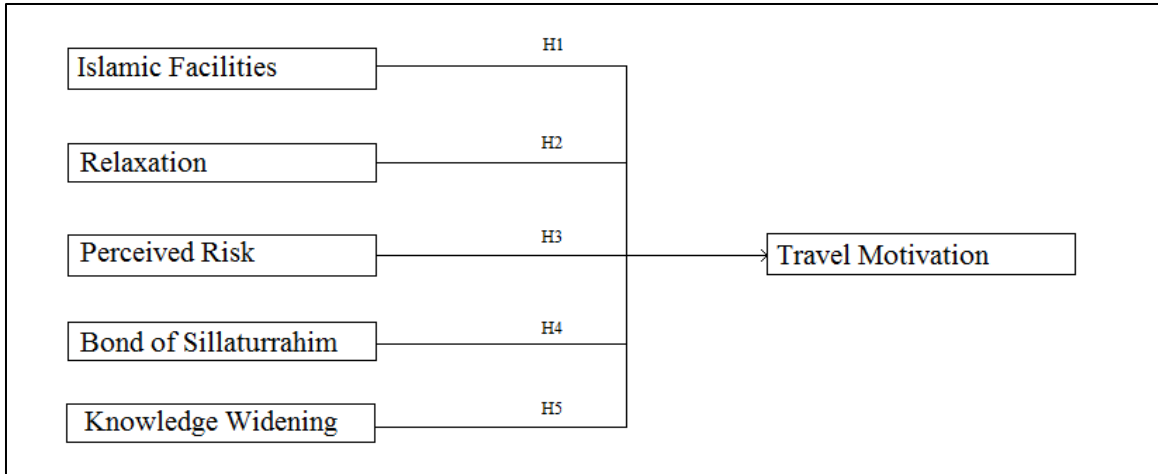 H1
Islamic Facilities
H2
Relaxation
H3
Perceived Risk
Travel Motivation
H4
Bond of Sillaturrahim
H5
Knowledge Widening